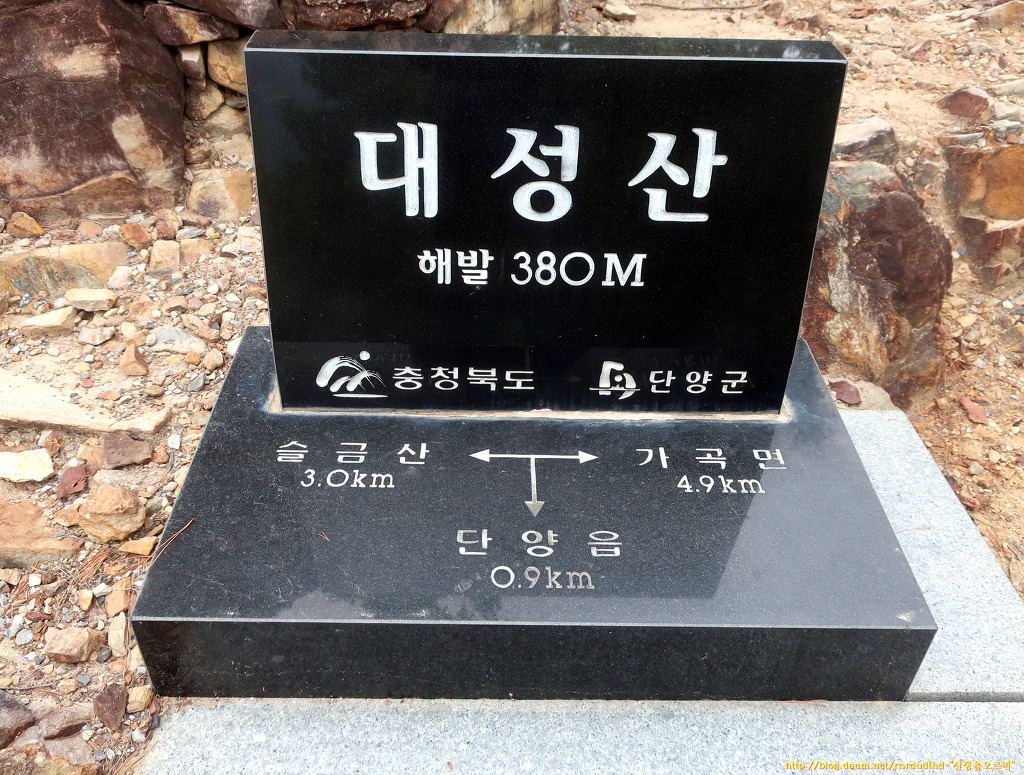 대성산
해발 380M
충청북도 단양군
슬금산 가곡면
3.0km 4.9km
단양읍
0.9km